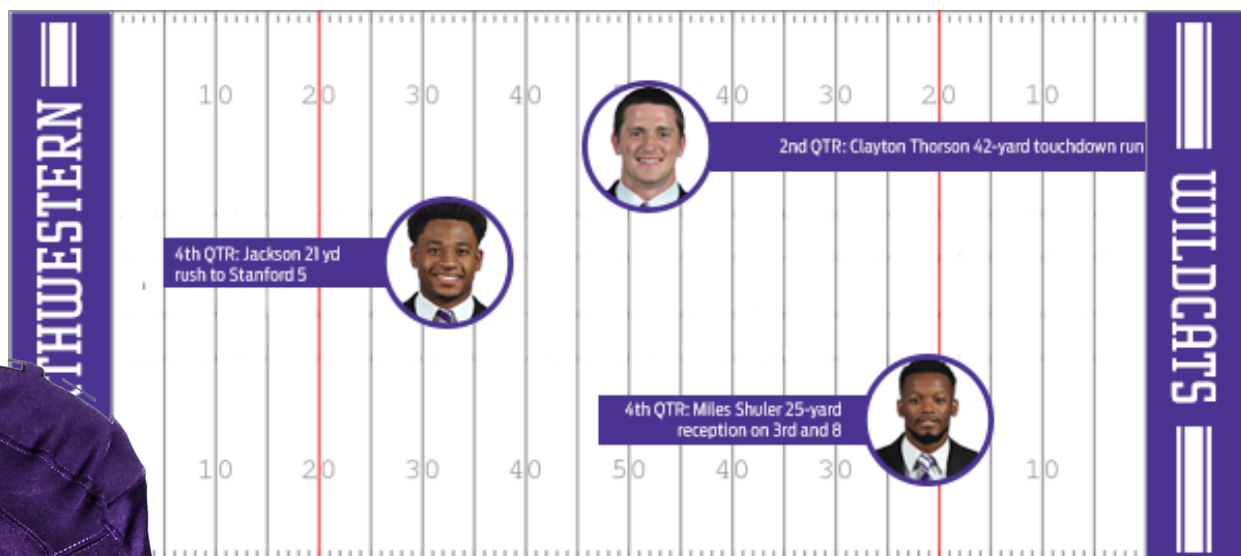 NORTHWESTERN
10 20 30 40 40 30 20 10
2nd QTR: Clayton Thorson 42-yard touchdown run
4th QTR: Jackson 21 yd
rush to Stanford 5
4th QTR: Miles Shuler 25-yard
reception on 3rd and 8
10 20 30 40 50 40 30 20 10
WILDCATS